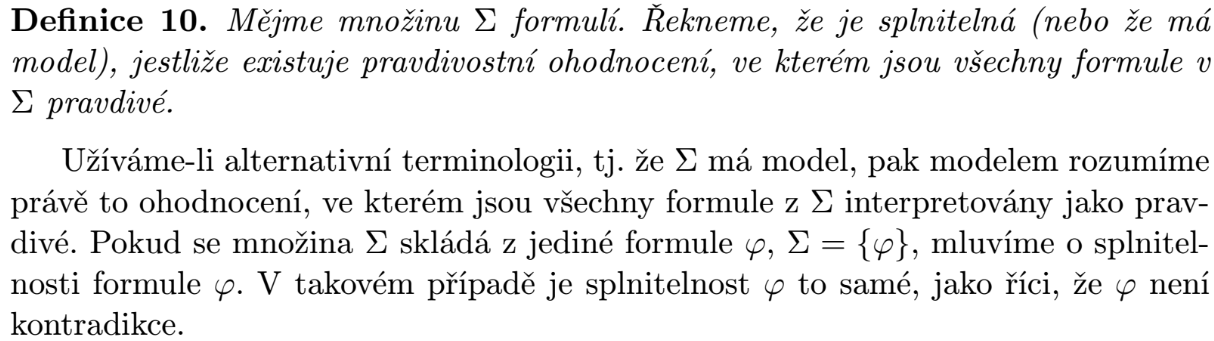 Definice 10. Mějme množinu Σ formulí. Řekneme, že je splnitelná (nebo že má
model), jestliže existuje pravdivostní ohodnocení, ve kterém jsou všechny formule v
Σ pravdivé.
Užíváme-li alternativní terminologii, tj. že Σ má model, pak modelem rozumíme
právě to ohodnocení, ve kterém jsou všechny formule z Σ interpretovány jako prav-
divé. Pokud se množina Σ skládá z jediné formule φ, Σ = {φ}, mluvíme o splnitel-
nosti formule φ. V takovém případě je splnitelnost φ to samé, jako říci, že φ není
kontradikce.